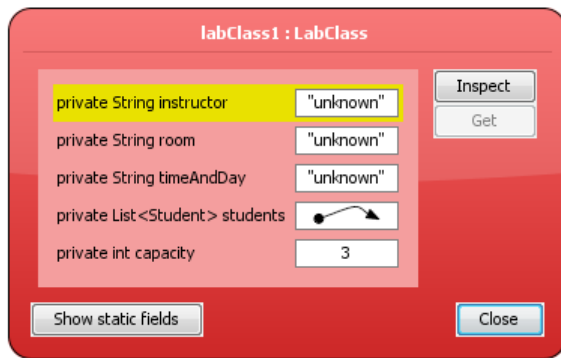 labClass1 : LabClass
private String instructor "unknown" Inspect
private String room "unknown" Get
private String timeAndDay "unknown"
private List<Student> students
private int capacity 3
Show static fields Close